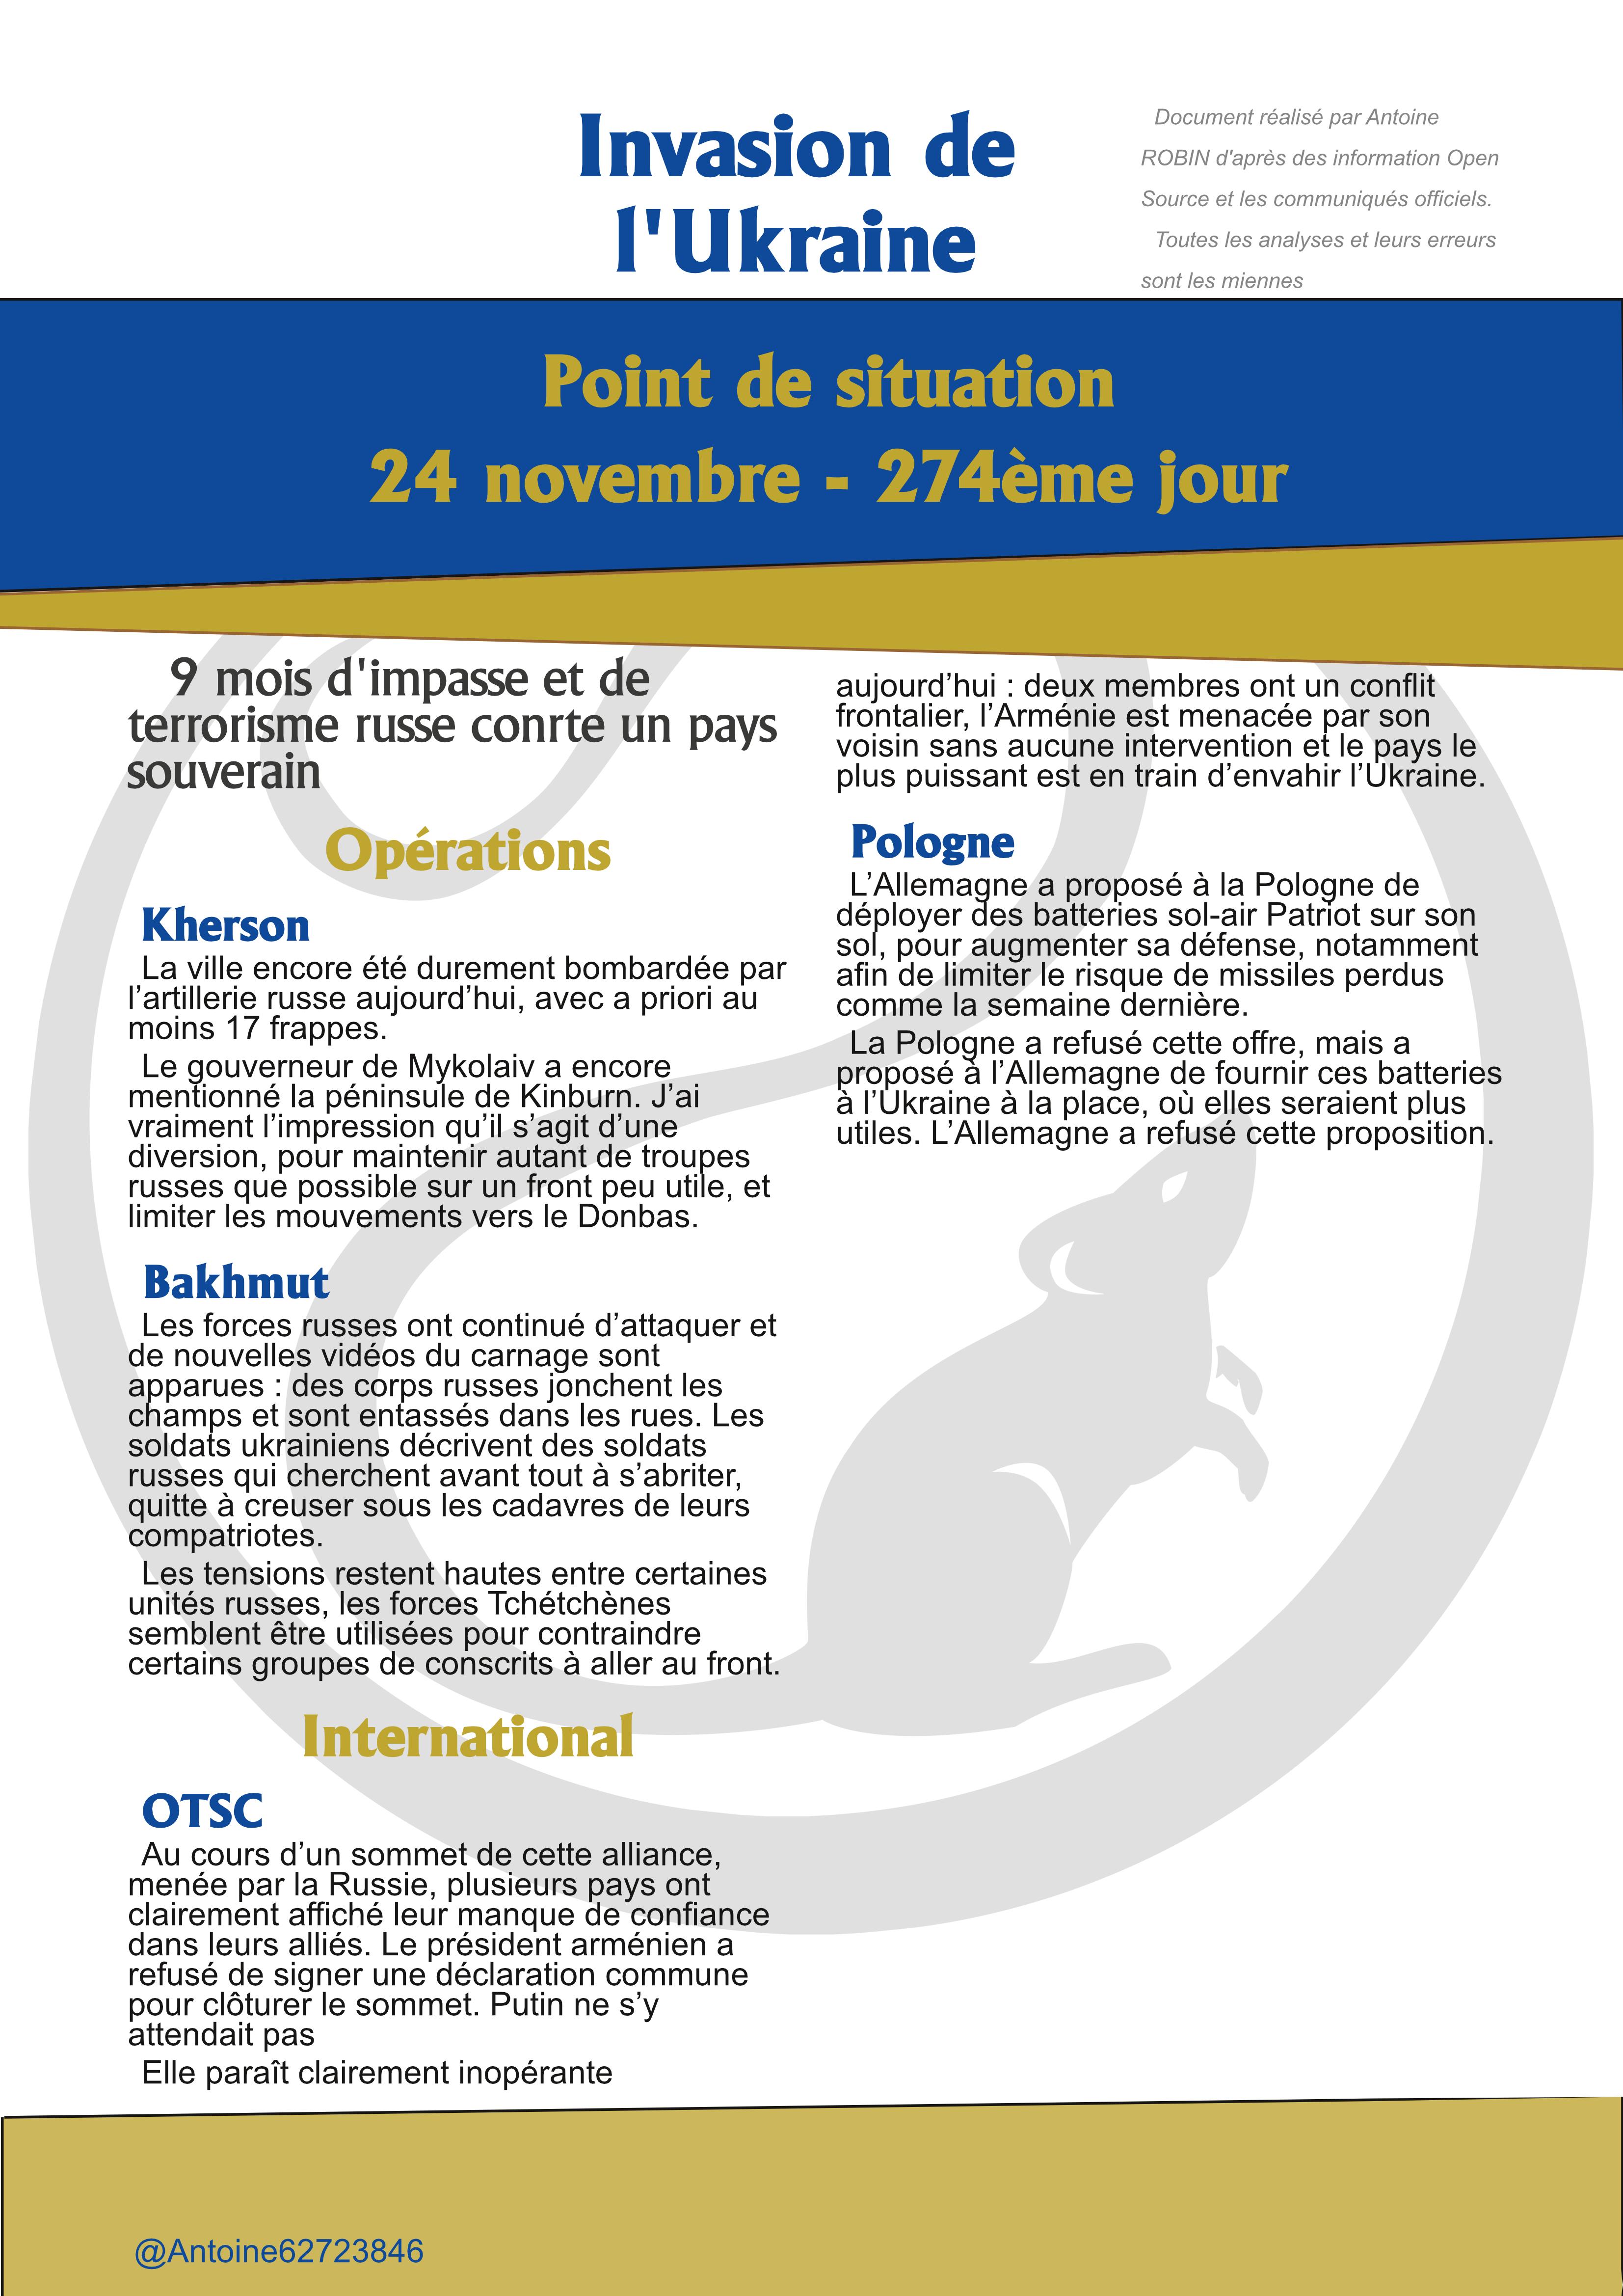 Invasion de
l'Ukraine
Document réalisé par Antoine
ROBIN d'après des information Open
Source et les communiqués officiels.
Toutes les analyses et leurs erreurs
sont les miennes
Point de situation
24 novembre - 274ème jour
9 mois d'impasse et de
terrorisme russe conrte un pays
souverain
Opérations
Kherson
La ville encore été durement bombardée par
l’artillerie russe aujourd’hui, avec a priori au
moins 17 frappes.
Le gouverneur de Mykolaiv a encore
mentionné la péninsule de Kinburn. J’ai
vraiment l’impression qu’il s’agit d’une
diversion, pour maintenir autant de troupes
russes que possible sur un front peu utile, et
limiter les mouvements vers le Donbas.
Bakhmut
Les forces russes ont continué d’attaquer et
de nouvelles vidéos du carnage sont
apparues : des corps russes jonchent les
champs et sont entassés dans les rues. Les
soldats ukrainiens décrivent des soldats
russes qui cherchent avant tout à s’abriter,
quitte à creuser sous les cadavres de leurs
compatriotes.
Les tensions restent hautes entre certaines
unités russes, les forces Tchétchènes
semblent être utilisées pour contraindre
certains groupes de conscrits à aller au front.
International
OTSC
Au cours d’un sommet de cette alliance,
menée par la Russie, plusieurs pays ont
clairement affiché leur manque de confiance
dans leurs alliés. Le président arménien a
refusé de signer une déclaration commune
pour clôturer le sommet. Putin ne s’y
attendait pas
Elle paraît clairement inopérante
aujourd’hui : deux membres ont un conflit
frontalier, l’Arménie est menacée par son
voisin sans aucune intervention et le pays le
plus puissant est en train d’envahir l’Ukraine.
Pologne
L’Allemagne a proposé à la Pologne de
déployer des batteries sol-air Patriot sur son
sol, pour augmenter sa défense, notamment
afin de limiter le risque de missiles perdus
comme la semaine dernière.
La Pologne a refusé cette offre, mais a
proposé à l’Allemagne de fournir ces batteries
à l’Ukraine à la place, où elles seraient plus
utiles. L’Allemagne a refusé cette proposition.
@Antoine62723846